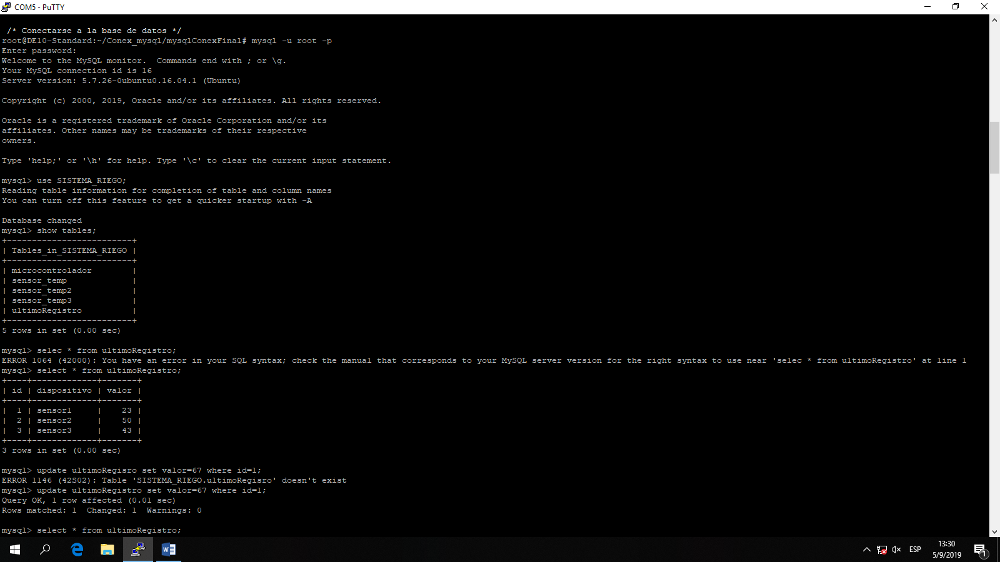 COM5 - PuTTY
/* Conectarse a la base de datos */
root@DE10-Standard:~/Conex_mysql/mysqlConexFinal# mysql -u root -p
Enter password:
Welcome to the MySQL monitor.  Commands end with ; or \g.
Your MySQL connection id is 16
Server version: 5.7.26-0ubuntu0.16.04.1 (Ubuntu)
Copyright (c) 2000, 2019, Oracle and/or its affiliates. All rights reserved.
Oracle is a registered trademark of Oracle Corporation and/or its
affiliates. Other names may be trademarks of their respective
owners.
Type 'help;' or '\h' for help. Type '\c' to clear the current input statement.
mysql> use SISTEMA_RIEGO;
Reading table information for completion of table and column names
You can turn off this feature to get a quicker startup with -A
Database changed
mysql> show tables;
+-------------------------+
| Tables_in_SISTEMA_RIEGO |
+-------------------------+
| microcontrolador        |
| sensor_temp             |
| sensor_temp2            |
| sensor_temp3            |
| ultimoRegistro          |
+-------------------------+
5 rows in set (0.00 sec)
mysql> selec * from ultimoRegistro;
ERROR 1064 (42000): You have an error in your SQL syntax; check the manual that corresponds to your MySQL server version for the right syntax to use near 'selec * from ultimoRegistro' at line 1
mysql> select * from ultimoRegistro;
+----+-------------+-------+
| id | dispositivo | valor |
+----+-------------+-------+
|  1 | sensor1     |    23 |
|  2 | sensor2     |    50 |
|  3 | sensor3     |    43 |
+----+-------------+-------+
3 rows in set (0.00 sec)
mysql> update ultimoRegisro set valor=67 where id=1;
ERROR 1146 (42S02): Table 'SISTEMA_RIEGO.ultimoRegisro' doesn't exist
mysql> update ultimoRegistro set valor=67 where id=1;
Query OK, 1 row affected (0.01 sec)
Rows matched: 1  Changed: 1  Warnings: 0
mysql> select * from ultimoRegistro;
ESP
13:30
5/9/2019
1